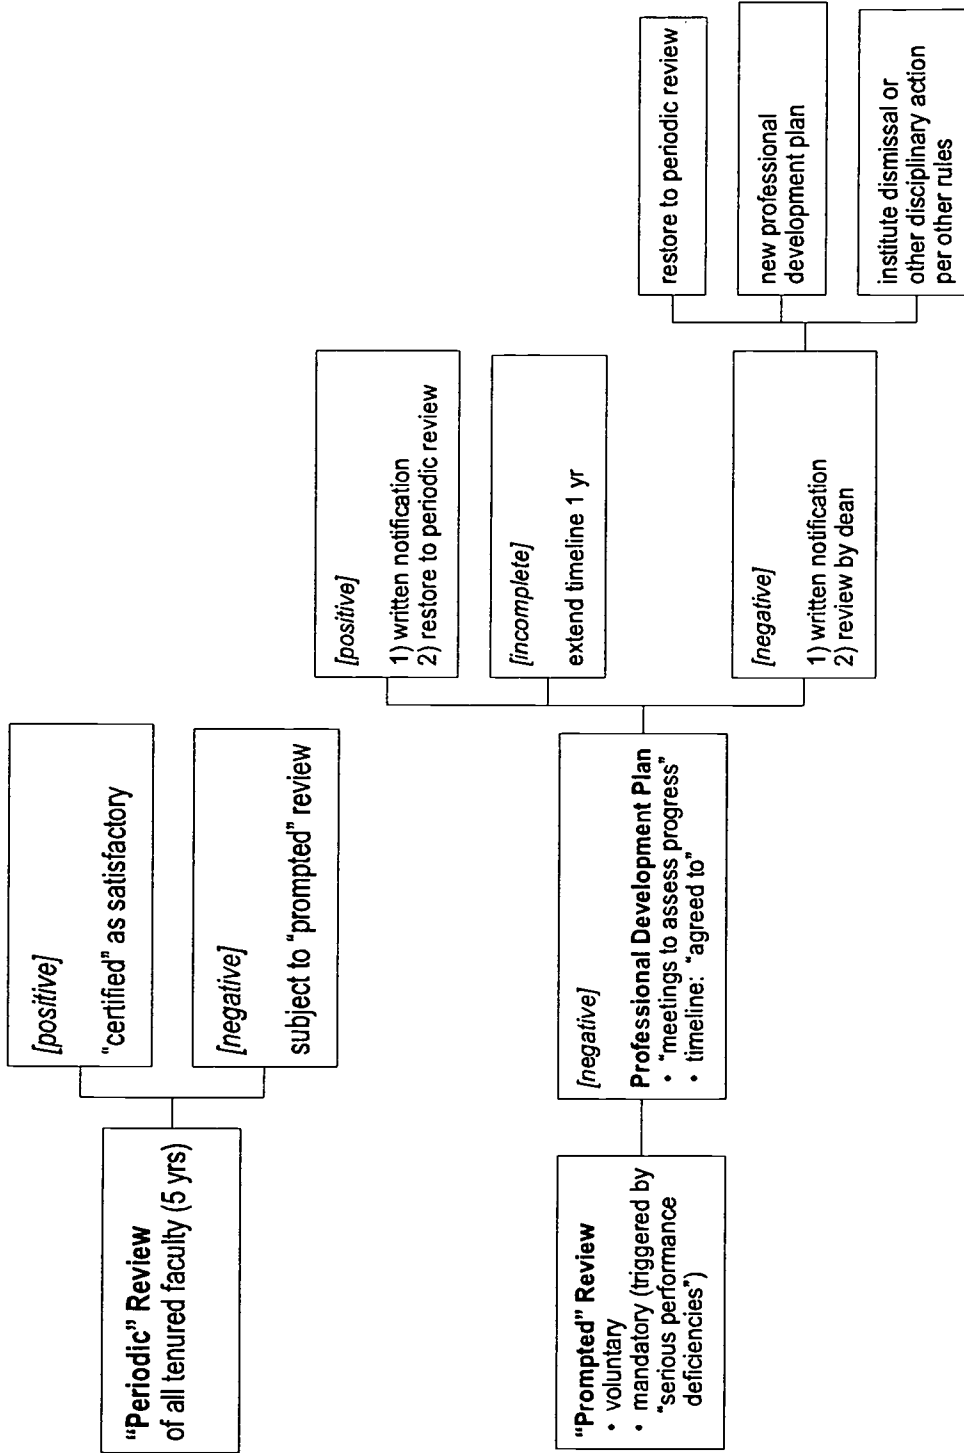 "Periodic" Review
of all tenured faculty (5 yrs)
[positive]
"certified" as satisfactory
[negative]
subject to "prompted" review
"Prompted" Review
• voluntary
• mandatory (triggered by
"serious performance
deficiencies")
[negative]
Professional Development Plan
• "meetings to assess progress"
• timeline: "agreed to"
[positive]
1) written notification
2) restore to periodic review
[incomplete]
extend timeline 1 yr
[negative]
1) written notification
2) review by dean
restore to periodic review
new professional
development plan
institute dismissal or
other disciplinary action
per other rules